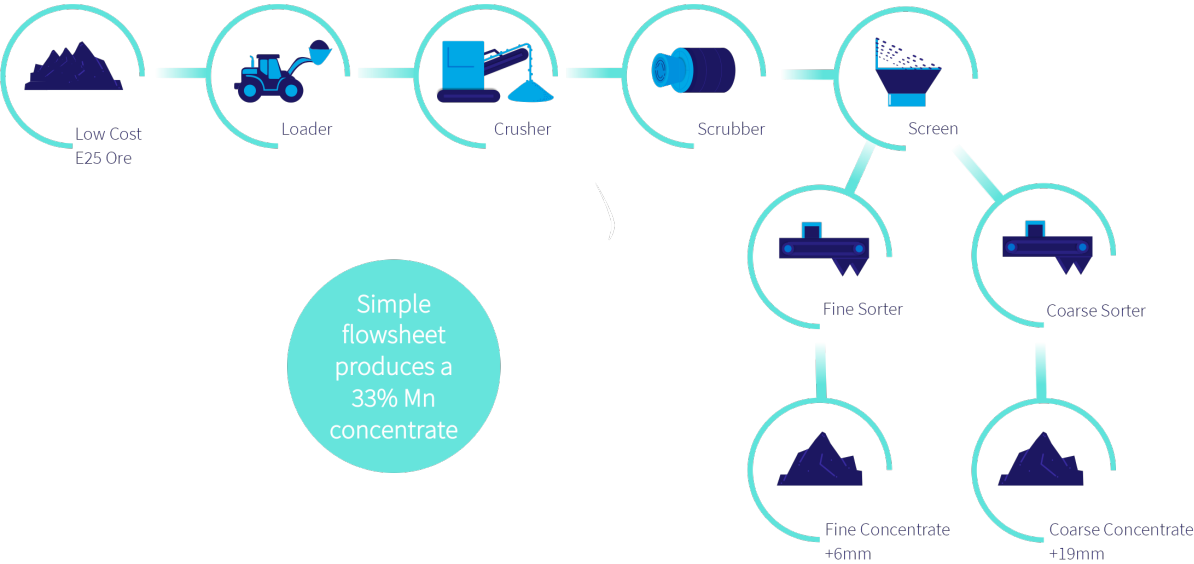 Low Cost
E25 Ore
Loader
Crusher
Scrubber
Screen
Fine Sorter
Coarse Sorter
Simple
flowsheet
produces a
33% Mn
concentrate
Fine Concentrate
+6mm
Coarse Concentrate
+19mm